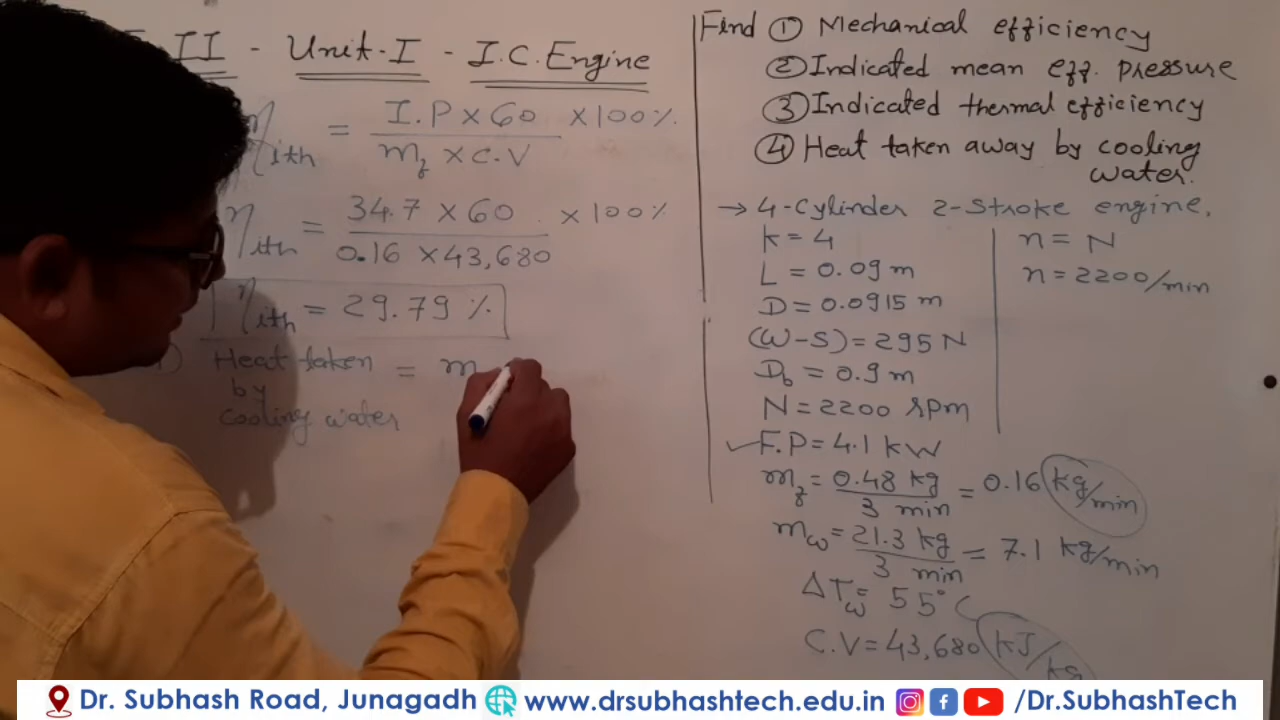 II - Unit-I - I.C. Engine
ηith = I.P × 60 / mf × C.V × 100%
ηith = 34.7 × 60 / 0.16 × 43,680 × 100%
ηith = 29.79 %
) Heat taken by cooling water = m
Find ① Mechanical efficiency
② Indicated mean eff. pressure
③ Indicated thermal efficiency
④ Heat taken away by cooling
water.
→ 4-Cylinder 2-Stroke engine.
k = 4
L = 0.09 m
D = 0.0915 m
(W-S) = 295 N
Db = 0.9 m
N = 2200 rpm
✓ F.P = 4.1 kW
mf = 0.48 kg / 3 min = 0.16 kg/min
mw = 21.3 kg / 3 min = 7.1 kg/min
ΔTw = 55°C
C.V = 43,680 kJ/kg
n = N
n = 2200/min
Dr. Subhash Road, Junagadh www.drsubhashtech.edu.in /Dr.SubhashTech